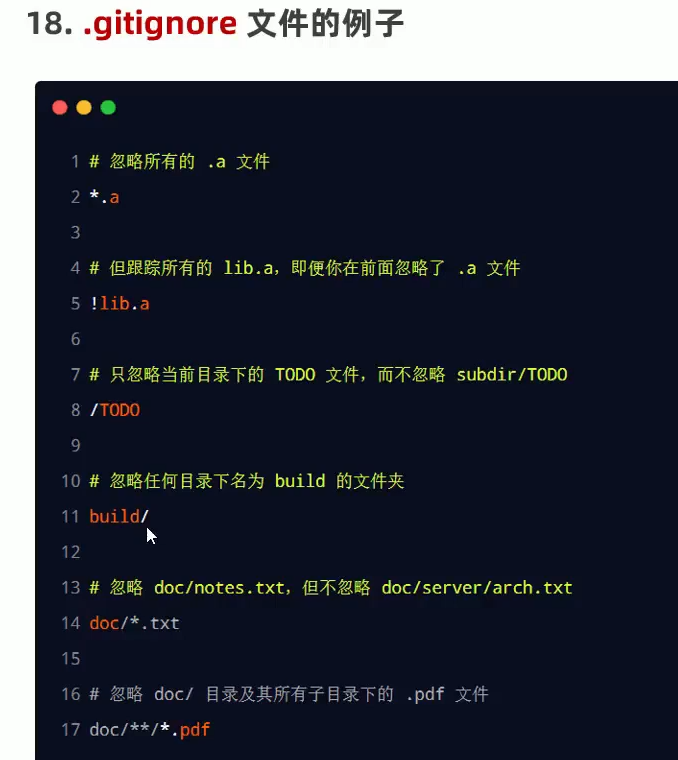 18. .gitignore 文件的例子
1 # 忽略所有的 .a 文件
2 *.a
3
4 # 但跟踪所有的 lib.a，即便你在前面忽略了 .a 文件
5 !lib.a
6
7 # 只忽略当前目录下的 TODO 文件，而不忽略 subdir/TODO
8 /TODO
9
10 # 忽略任何目录下名为 build 的文件夹
11 build/
12
13 # 忽略 doc/notes.txt，但不忽略 doc/server/arch.txt
14 doc/*.txt
15
16 # 忽略 doc/ 目录及其所有子目录下的 .pdf 文件
17 doc/**/*.pdf